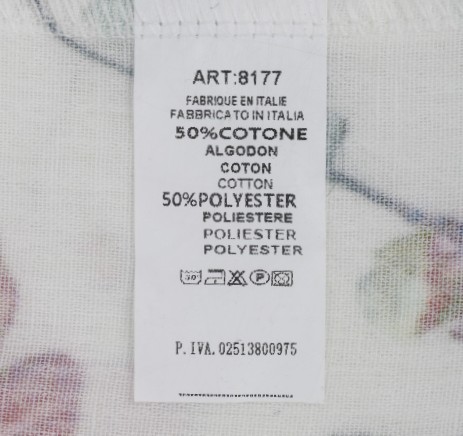 ART:8177
FABRIQUE EN ITALIE
FABBRICATO IN ITALIA
50%COTONE
ALGODON
COTON
COTTON
50%POLYESTER
POLIESTERE
POLIESTER
POLYESTER
30°
P
P.IVA.02513800975